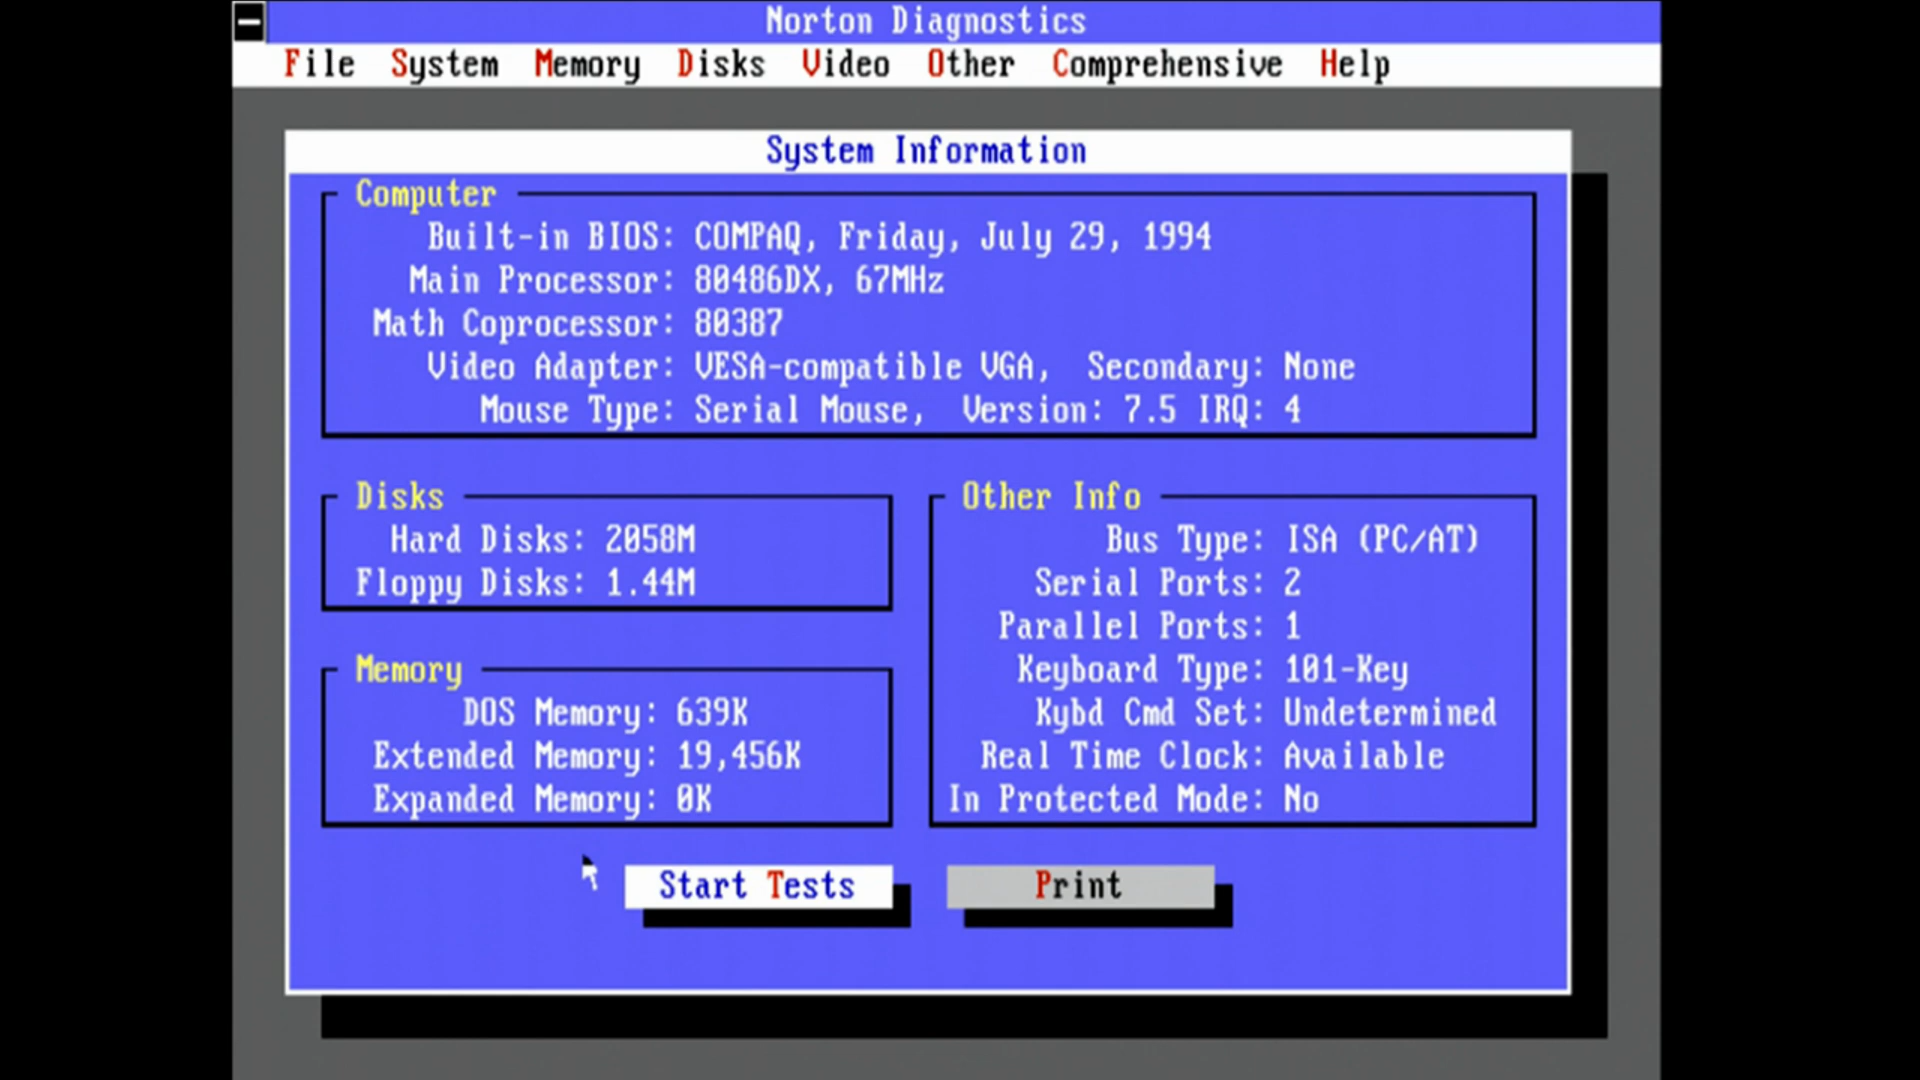 Norton Diagnostics
File System Memory Disks Video Other Comprehensive Help
System Information
Computer
Built-in BIOS: COMPAQ, Friday, July 29, 1994
Main Processor: 80486DX, 67MHz
Math Coprocessor: 80387
Video Adapter: VESA-compatible VGA, Secondary: None
Mouse Type: Serial Mouse, Version: 7.5 IRQ: 4
Disks
Hard Disks: 2058M
Floppy Disks: 1.44M
Memory
DOS Memory: 639K
Extended Memory: 19,456K
Expanded Memory: 0K
Other Info
Bus Type: ISA (PC/AT)
Serial Ports: 2
Parallel Ports: 1
Keyboard Type: 101-Key
Kybd Cmd Set: Undetermined
Real Time Clock: Available
In Protected Mode: No
Start Tests
Print